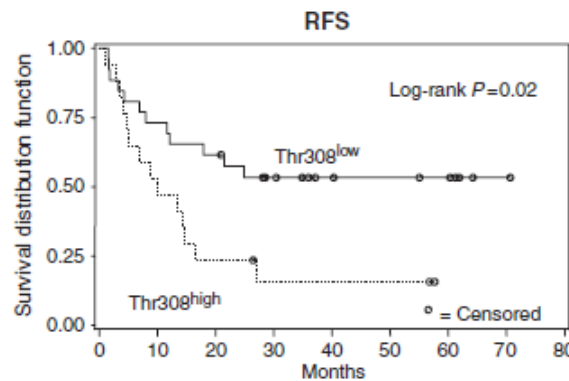 RFS
Survival distribution function
1.00
0.75
0.50
0.25
0.00
Log-rank P=0.02
Thr308low
Thr308high
o = Censored
0 10 20 30 40 50 60 70 80
Months